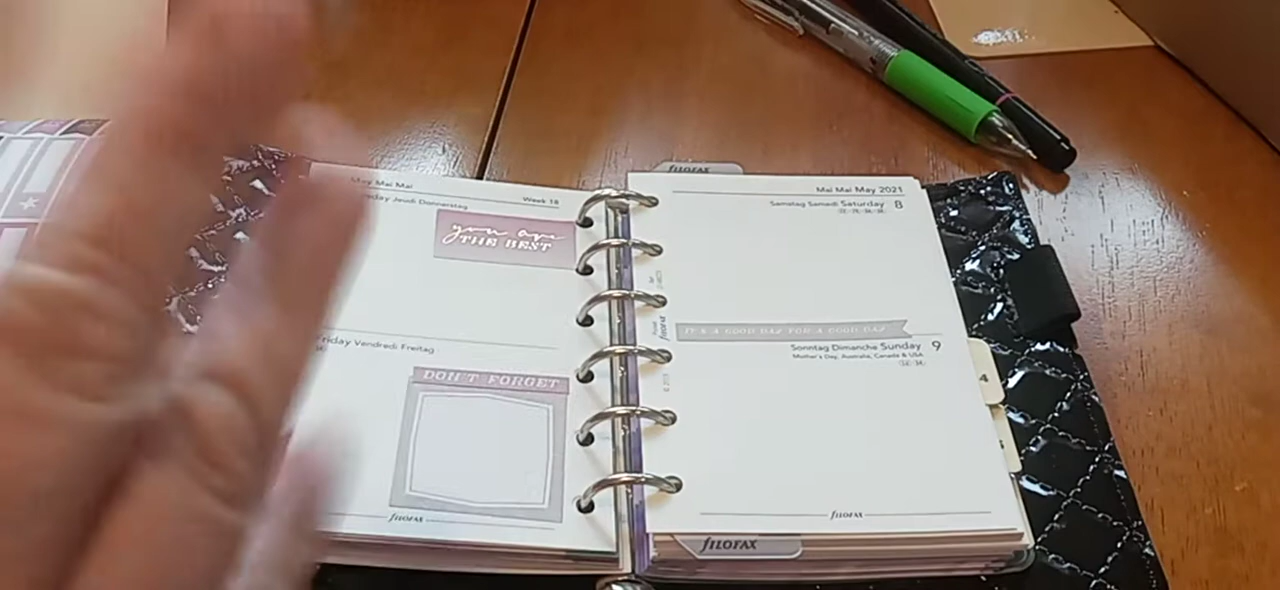 May Mai Mai
Week 18
Jeudi Donnerstag
you are
THE BEST
Friday Vendredi Freitag
DON'T FORGET
filofax
filofax
Mai Mai May 2021
Samstag Samedi Saturday 8
IT'S A GOOD DAY FOR A GOOD DAY
Sonntag Dimanche Sunday 9
Mother's Day, Australia, Canada & USA
filofax
filofax
filofax
4